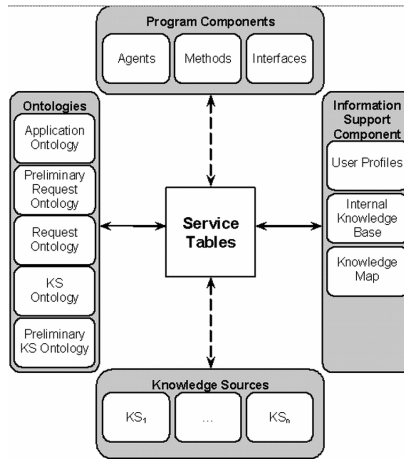 Program Components
Agents
Methods
Interfaces
Ontologies
Application
Ontology
Preliminary
Request Ontology
Request Ontology
KS
Ontology
Preliminary
KS Ontology
Service
Tables
Information
Support
Component
User Profiles
Internal
Knowledge
Base
Knowledge
Map
Knowledge Sources
KS₁
...
KSₙ